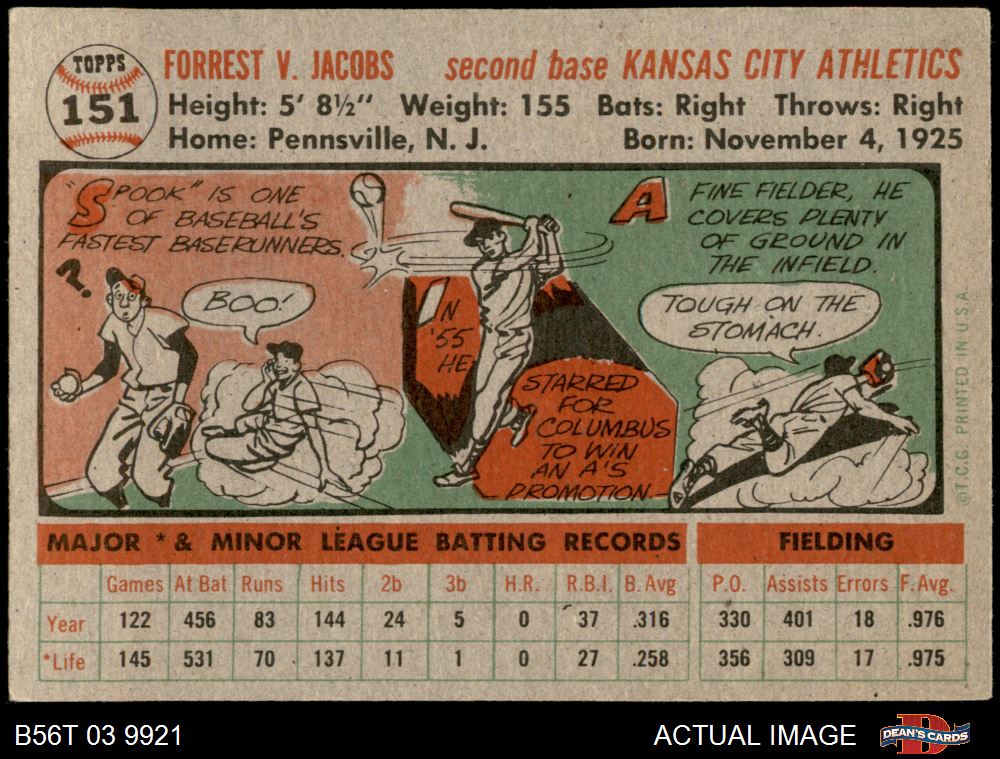 TOPPS
151
FORREST V. JACOBS second base KANSAS CITY ATHLETICS
Height: 5' 8½" Weight: 155 Bats: Right Throws: Right
Home: Pennsville, N. J. Born: November 4, 1925
"SPOOK" IS ONE
OF BASEBALL'S
FASTEST BASERUNNERS.
?
BOO!
IN
'55
HE
STARRED
FOR
COLUMBUS
TO WIN
AN A'S
PROMOTION
A FINE FIELDER, HE
COVERS PLENTY
OF GROUND IN
THE INFIELD.
TOUGH ON THE
STOMACH.
©T.C.G. PRINTED IN U.S.A.
MAJOR * & MINOR LEAGUE BATTING RECORDS FIELDING
Games At Bat Runs Hits 2b 3b H.R. R.B.I. B. Avg P.O. Assists Errors F. Avg.
Year 122 456 83 144 24 5 0 37 .316 330 401 18 .976
*Life 145 531 70 137 11 1 0 27 .258 356 309 17 .975
B56T 03 9921 ACTUAL IMAGE
D
DEAN'S CARDS